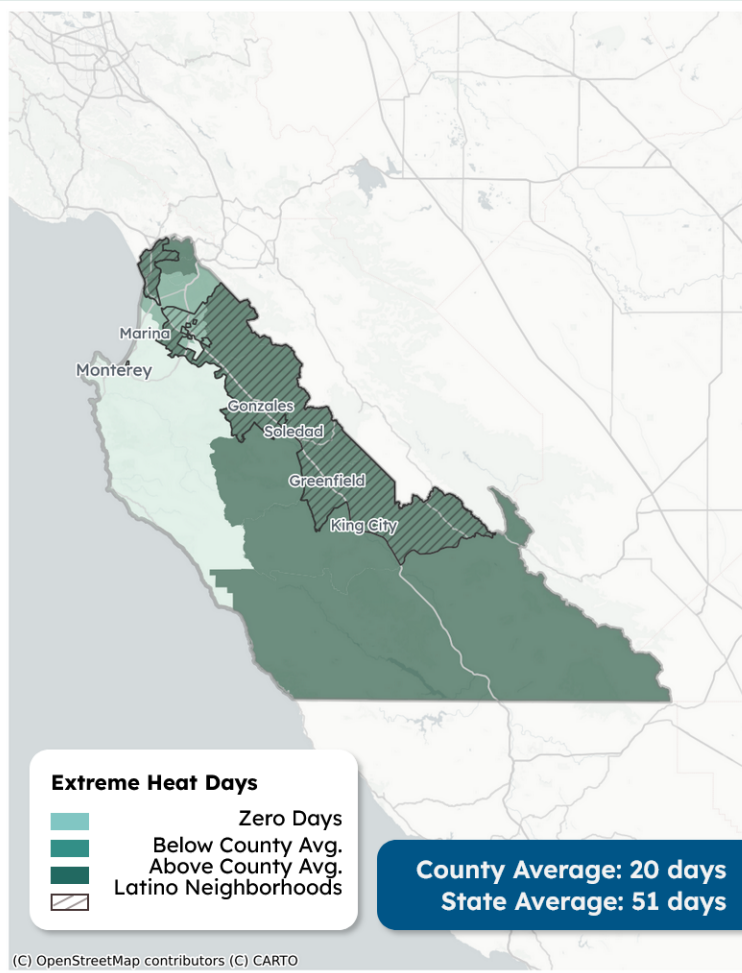 Marina
Monterey
Gonzales
Soledad
Greenfield
King City
Extreme Heat Days
Zero Days
Below County Avg.
Above County Avg.
Latino Neighborhoods
County Average: 20 days
State Average: 51 days
(C) OpenStreetMap contributors (C) CARTO